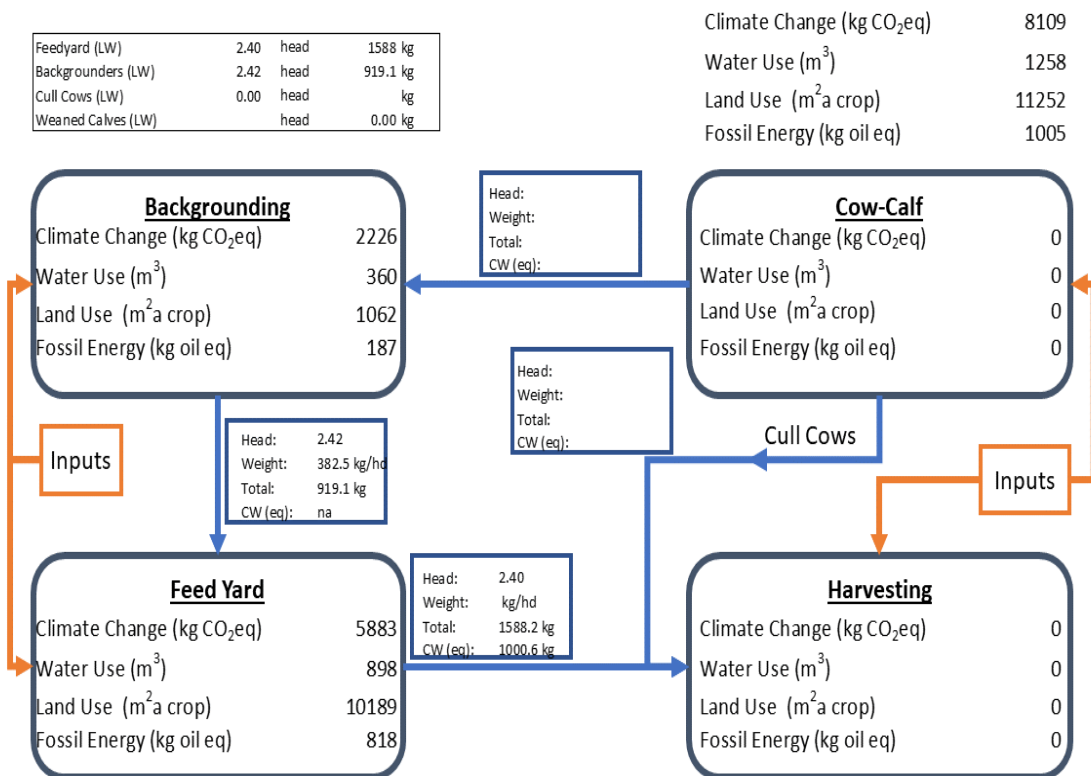 Climate Change (kg CO₂eq) 8109
Water Use (m³) 1258
Land Use (m²a crop) 11252
Fossil Energy (kg oil eq) 1005
Feedyard (LW) 2.40 head 1588 kg
Backgrounders (LW) 2.42 head 919.1 kg
Cull Cows (LW) 0.00 head kg
Weaned Calves (LW) head 0.00 kg
Backgrounding
Climate Change (kg CO₂eq) 2226
Water Use (m³) 360
Land Use (m²a crop) 1062
Fossil Energy (kg oil eq) 187
Head:
Weight:
Total:
CW (eq):
Cow-Calf
Climate Change (kg CO₂eq) 0
Water Use (m³) 0
Land Use (m²a crop) 0
Fossil Energy (kg oil eq) 0
Head:
Weight:
Total:
CW (eq):
Cull Cows
Inputs
Head: 2.42
Weight: 382.5 kg/hd
Total: 919.1 kg
CW (eq): na
Inputs
Feed Yard
Climate Change (kg CO₂eq) 5883
Water Use (m³) 898
Land Use (m²a crop) 10189
Fossil Energy (kg oil eq) 818
Head: 2.40
Weight: kg/hd
Total: 1588.2 kg
CW (eq): 1000.6 kg
Harvesting
Climate Change (kg CO₂eq) 0
Water Use (m³) 0
Land Use (m²a crop) 0
Fossil Energy (kg oil eq) 0